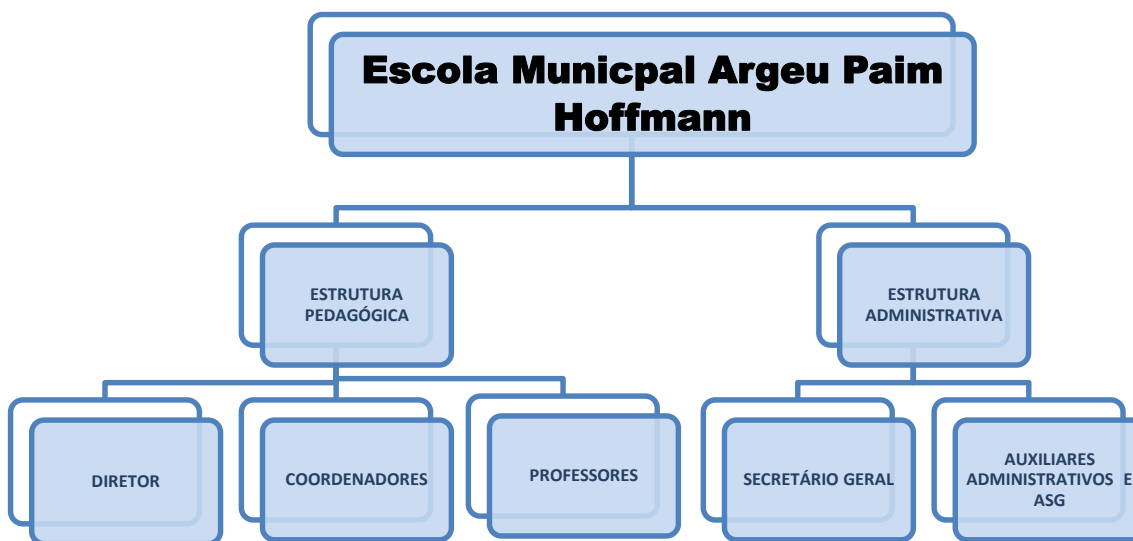 Escola Municpal Argeu Paim
Hoffmann
ESTRUTURA
PEDAGÓGICA
ESTRUTURA
ADMINISTRATIVA
DIRETOR
COORDENADORES
PROFESSORES
SECRETÁRIO GERAL
AUXILIARES
ADMINISTRATIVOS E
ASG